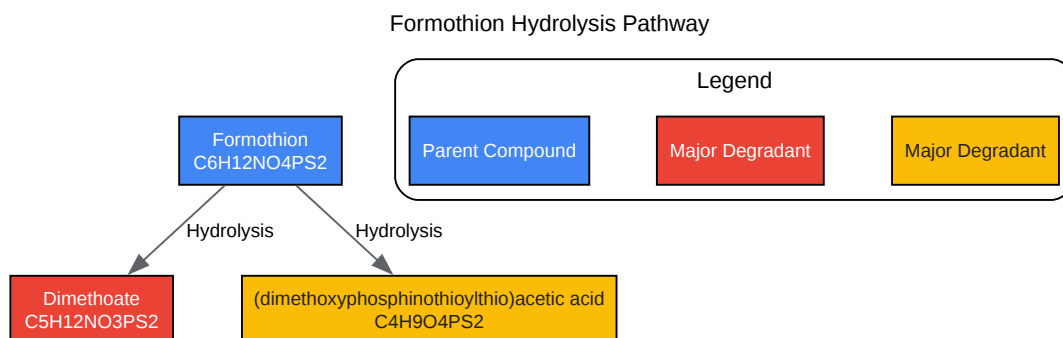 Formothion Hydrolysis Pathway
Legend
Formothion
C6H12NO4PS2
Parent Compound
Major Degradant
Major Degradant
Hydrolysis
Hydrolysis
Dimethoate
C5H12NO3PS2
(dimethoxyphosphinothioylthio)acetic acid
C4H9O4PS2